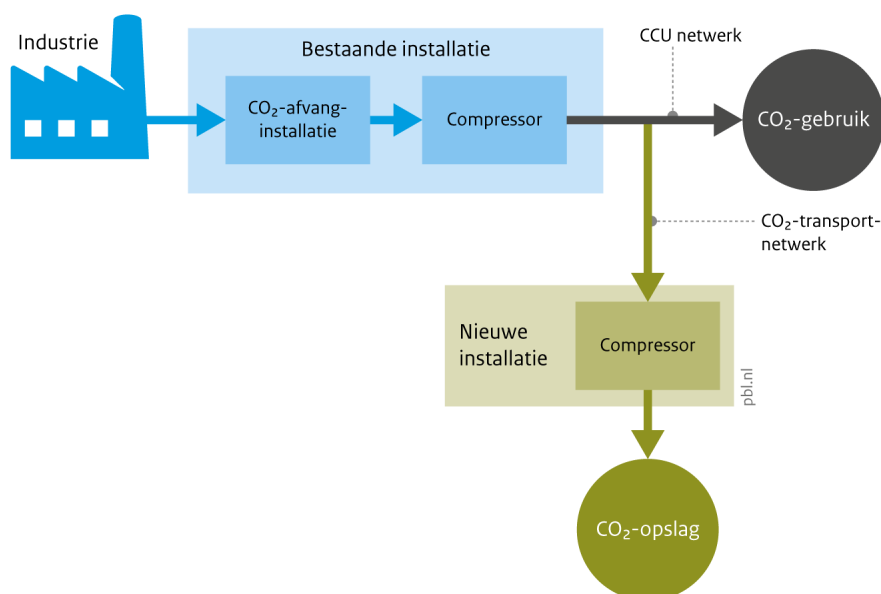 Industrie
Bestaande installatie
CCU netwerk
CO₂-afvang-
installatie
Compressor
CO₂-gebruik
CO₂-transport-
netwerk
Nieuwe
installatie
Compressor
pbl.nl
CO₂-opslag